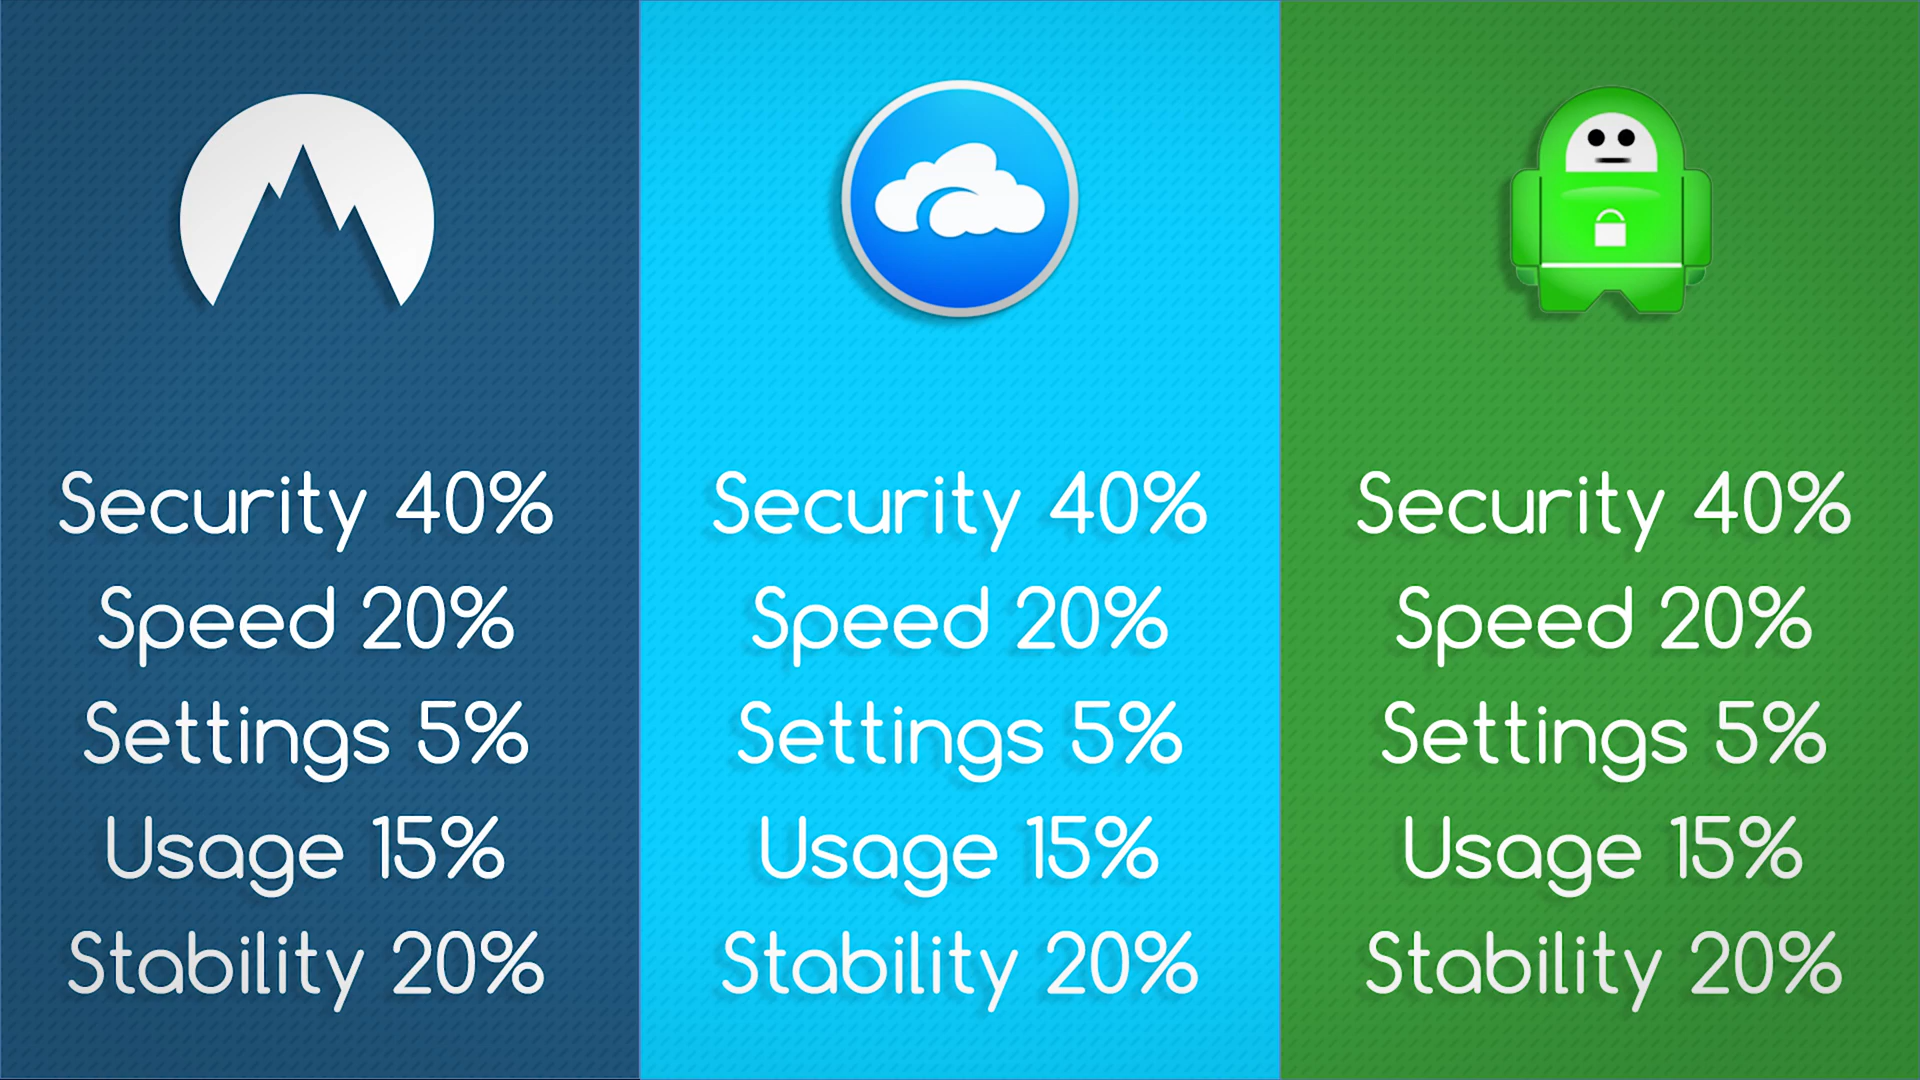 Security 40%
Speed 20%
Settings 5%
Usage 15%
Stability 20%
Security 40%
Speed 20%
Settings 5%
Usage 15%
Stability 20%
Security 40%
Speed 20%
Settings 5%
Usage 15%
Stability 20%